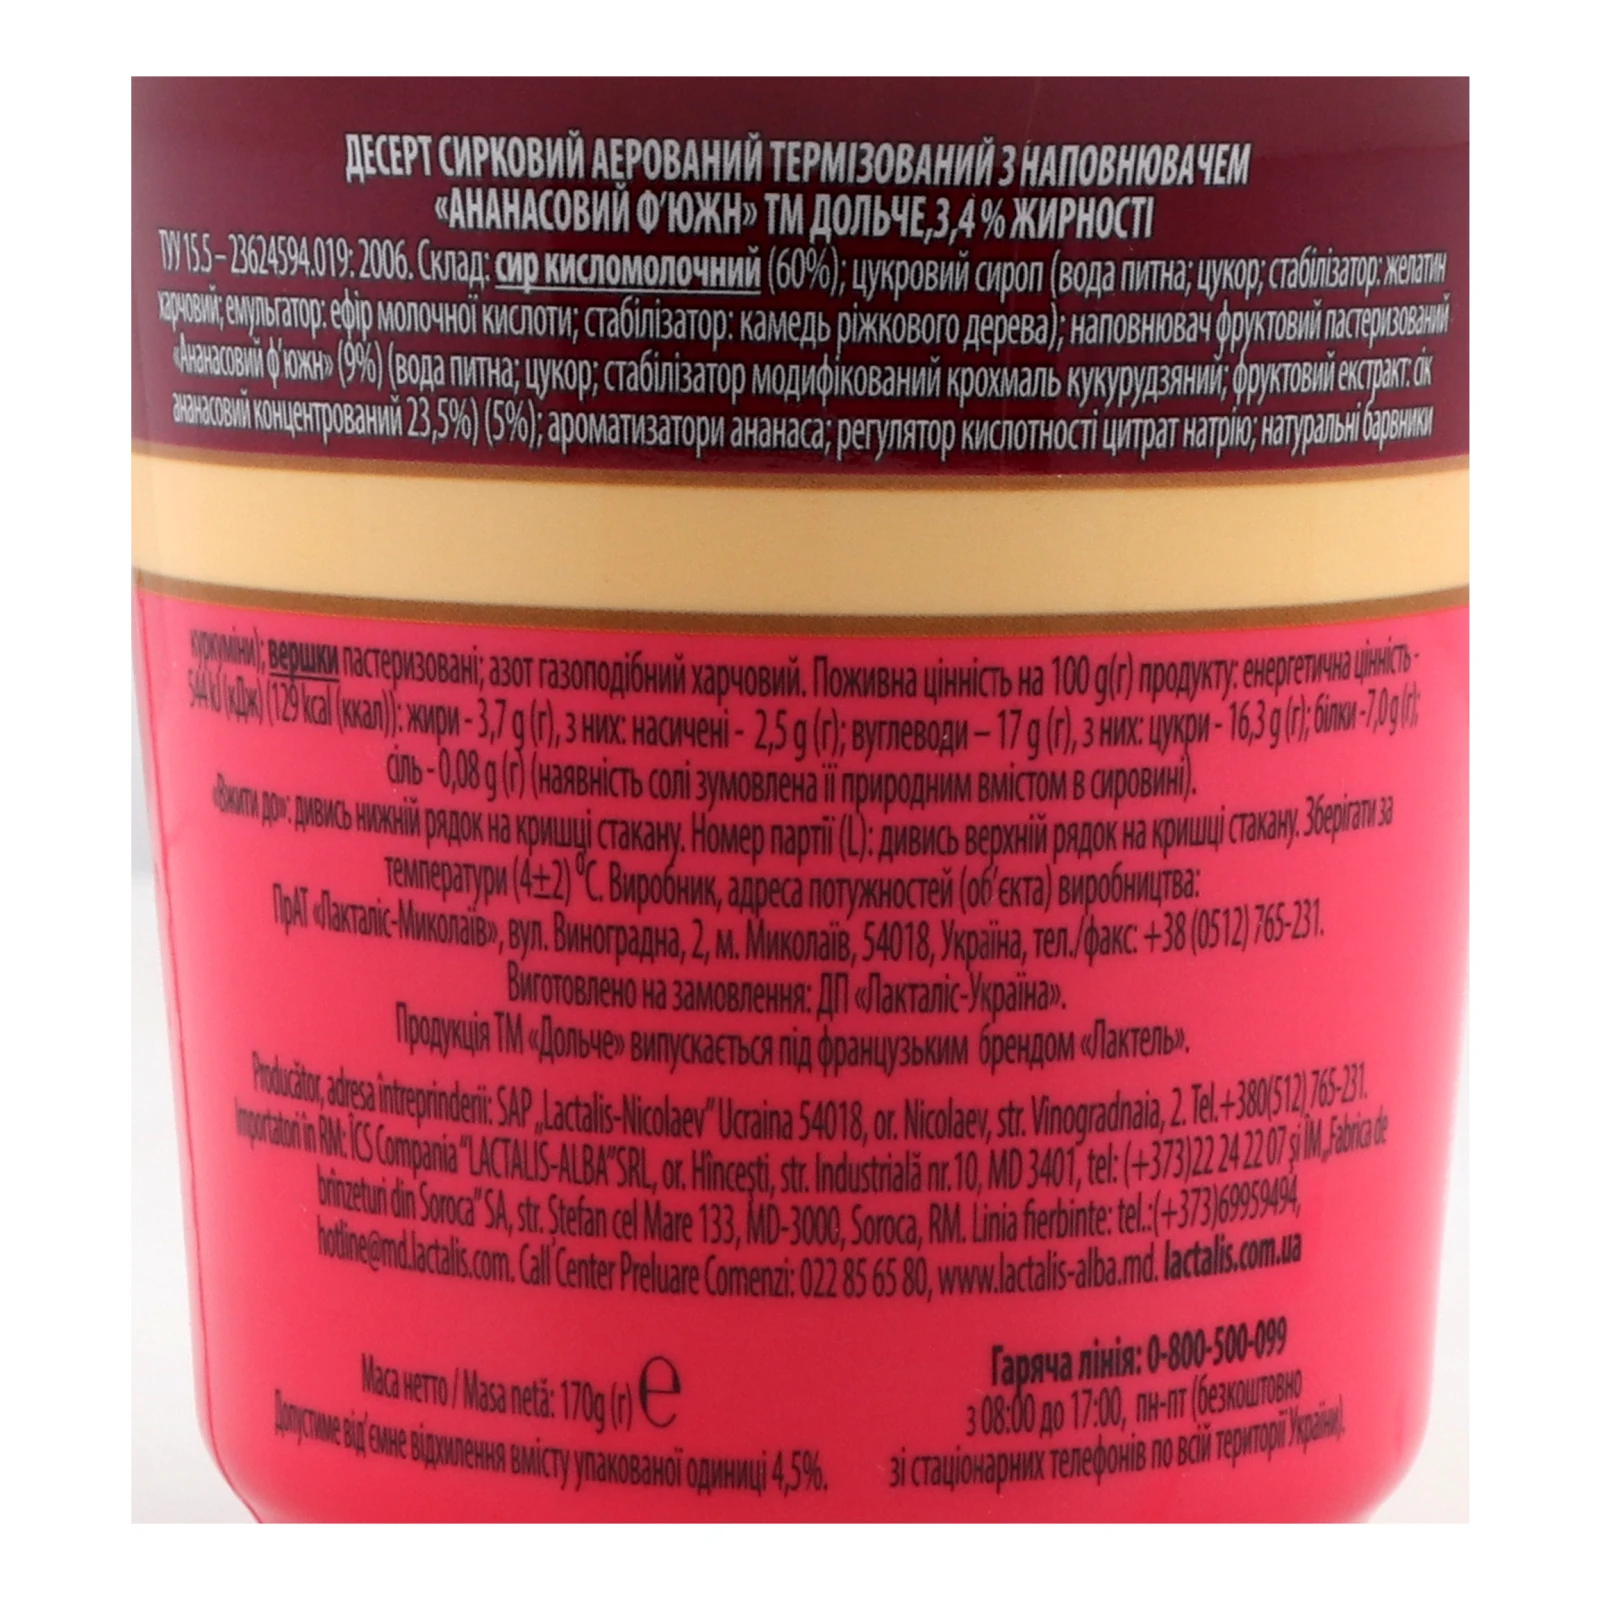 ДЕСЕРТ СИРКОВИЙ АЕРОВАНИЙ ТЕРМІЗОВАНИЙ З НАПОВНЮВАЧЕМ
«АНАНАСОВИЙ Ф'ЮЖН» ТМ ДОЛЬЧЕ,3,4 % ЖИРНОСТІ
ТУУ 15.5 – 23624594.019: 2006. Склад: сир кисломолочний (60%); цукровий сироп (вода питна; цукор; стабілізатор: желатин
харчовий; емульгатор: ефір молочної кислоти; стабілізатор: камедь ріжкового дерева); наповнювач фруктовий пастеризований
«Ананасовий ф'южн» (9%) (вода питна; цукор; стабілізатор модифікований крохмаль кукурудзяний; фруктовий екстракт: сік
ананасовий концентрований 23,5%) (5%); ароматизатори ананаса; регулятор кислотності цитрат натрію; натуральні барвники
куркуміни); вершки пастеризовані; азот газоподібний харчовий. Поживна цінність на 100 g(г) продукту: енергетична цінність -
544 kJ (кДж) (129 kcal (ккал)): жири - 3,7 g (г), з них: насичені - 2,5 g (г); вуглеводи – 17 g (г), з них: цукри - 16,3 g (г); білки -7,0 g (г);
сіль - 0,08 g (г) (наявність солі зумовлена її природним вмістом в сировині).
«Вжити до»: дивись нижній рядок на кришці стакану. Номер партії (L): дивись верхній рядок на кришці стакану. Зберігати за
температури (4±2) °С. Виробник, адреса потужностей (об'єкта) виробництва:
ПрАТ «Лакталіс-Миколаїв», вул. Виноградна, 2, м. Миколаїв, 54018, Україна, тел./факс: +38 (0512) 765-231.
Виготовлено на замовлення: ДП «Лакталіс-Україна».
Продукція ТМ «Дольче» випускається під французьким брендом «Лактель».
Producător, adresa întreprinderii: SAP „Lactalis-Nicolaev" Ucraina 54018, or. Nicolaev, str. Vinogradnaia, 2. Tel.+380(512) 765-231.
Importatori în RM: ÎCS Compania "LACTALIS-ALBA"SRL, or. Hîncești, str. Industrială nr.10, MD 3401, tel: (+373)22 24 22 07 și ÎM„Fabrica de
brînzeturi din Soroca" SA, str. Ștefan cel Mare 133, MD-3000, Soroca, RM. Linia fierbinte: tel.:(+373)69959494,
hotline@md.lactalis.com. Call Center Preluare Comenzi: 022 85 65 80, www.lactalis-alba.md. lactalis.com.ua
Маса нетто / Masa netă: 170g (г) ℮
Допустиме від'ємне відхилення вмісту упакованої одиниці 4,5%.
Гаряча лінія: 0-800-500-099
з 08:00 до 17:00, пн-пт (безкоштовно
зі стаціонарних телефонів по всій території України).